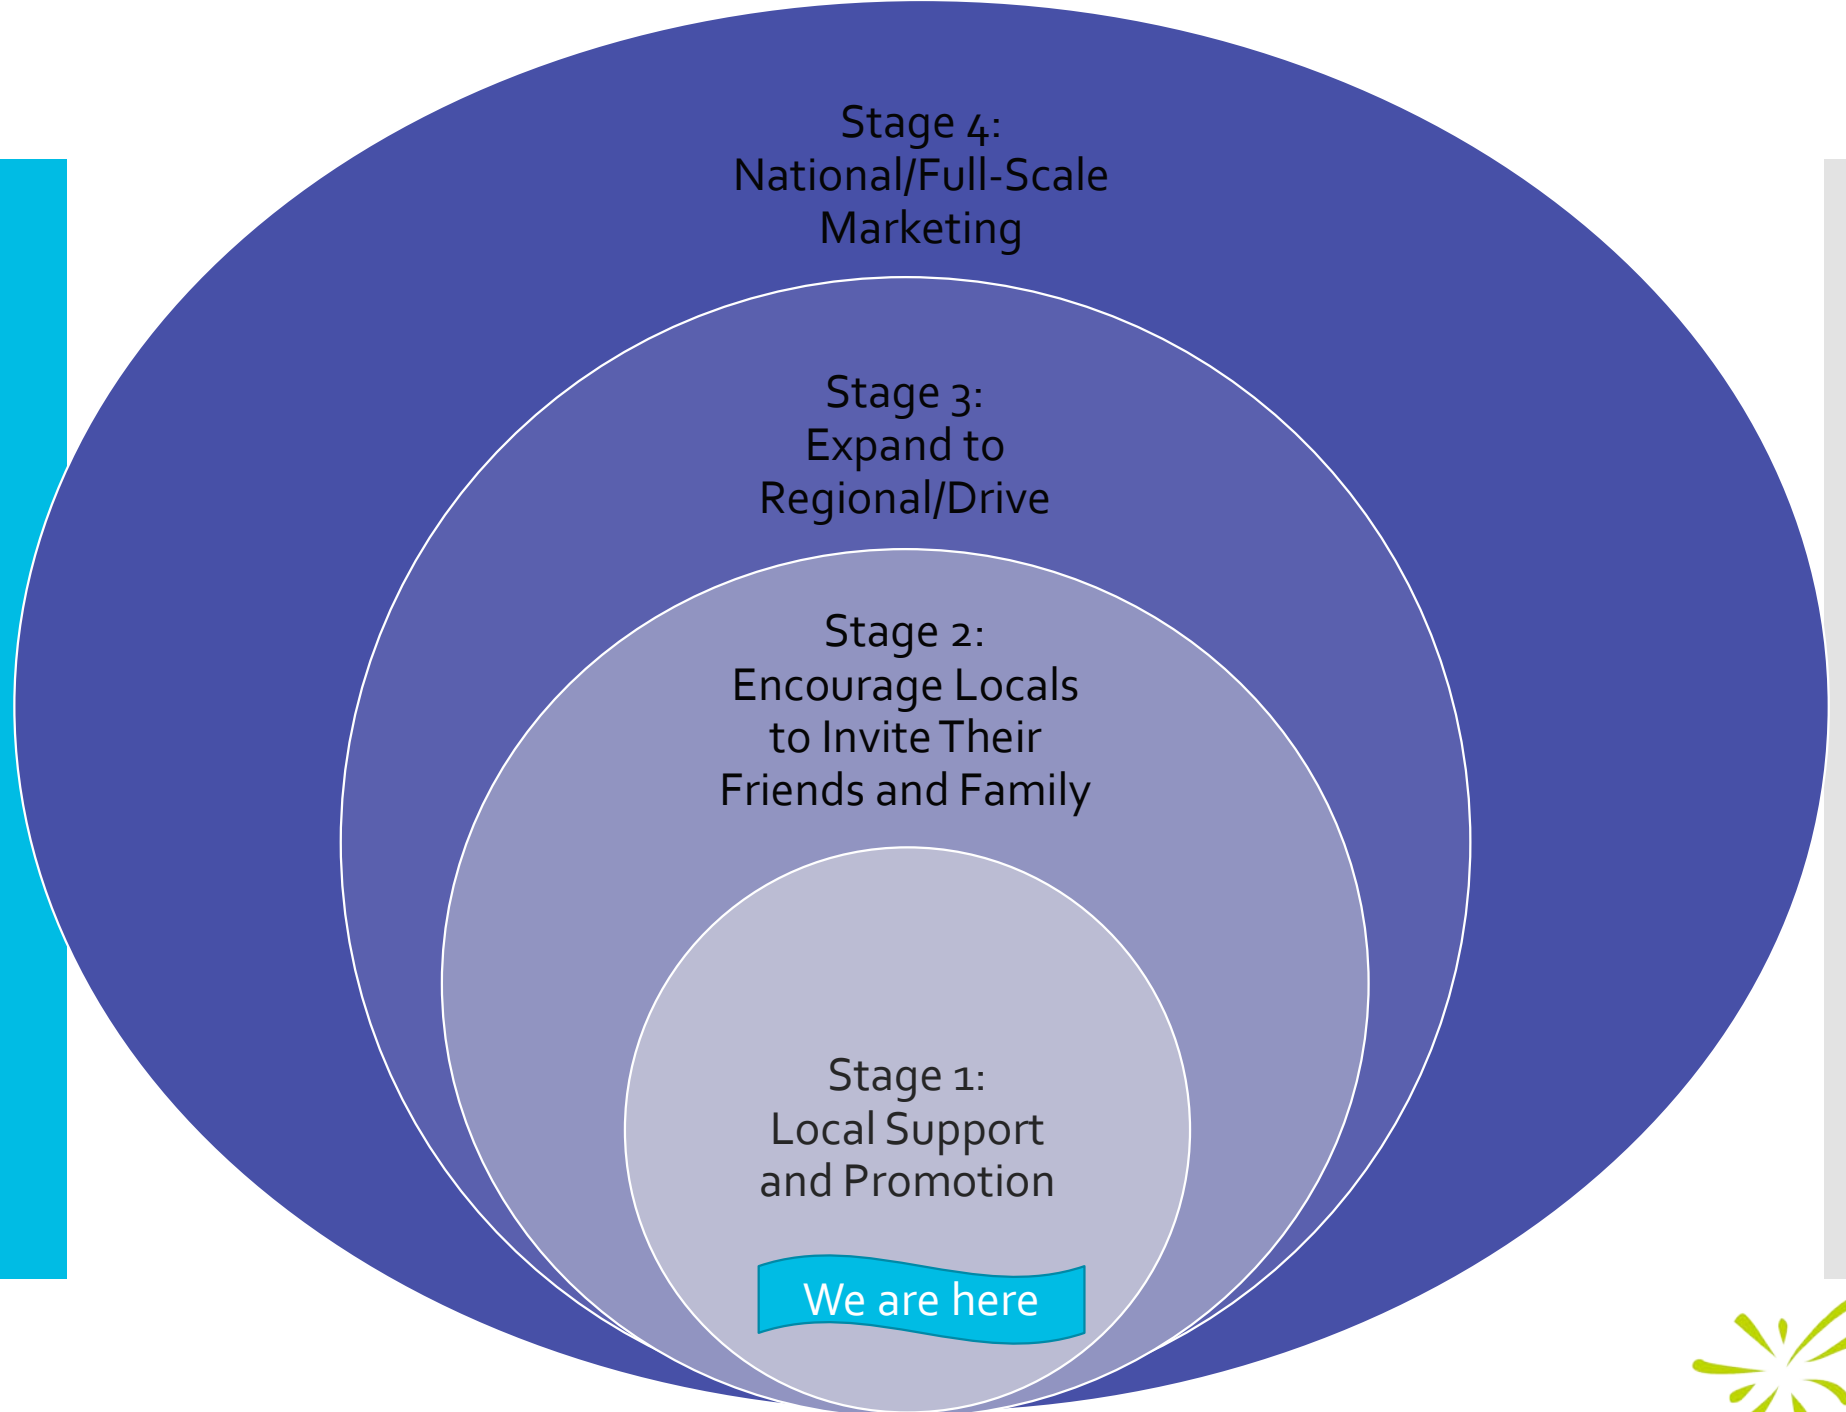 Stage 4:
National/Full-Scale
Marketing
Stage 3:
Expand to
Regional/Drive
Stage 2:
Encourage Locals
to Invite Their
Friends and Family
Stage 1:
Local Support
and Promotion
We are here